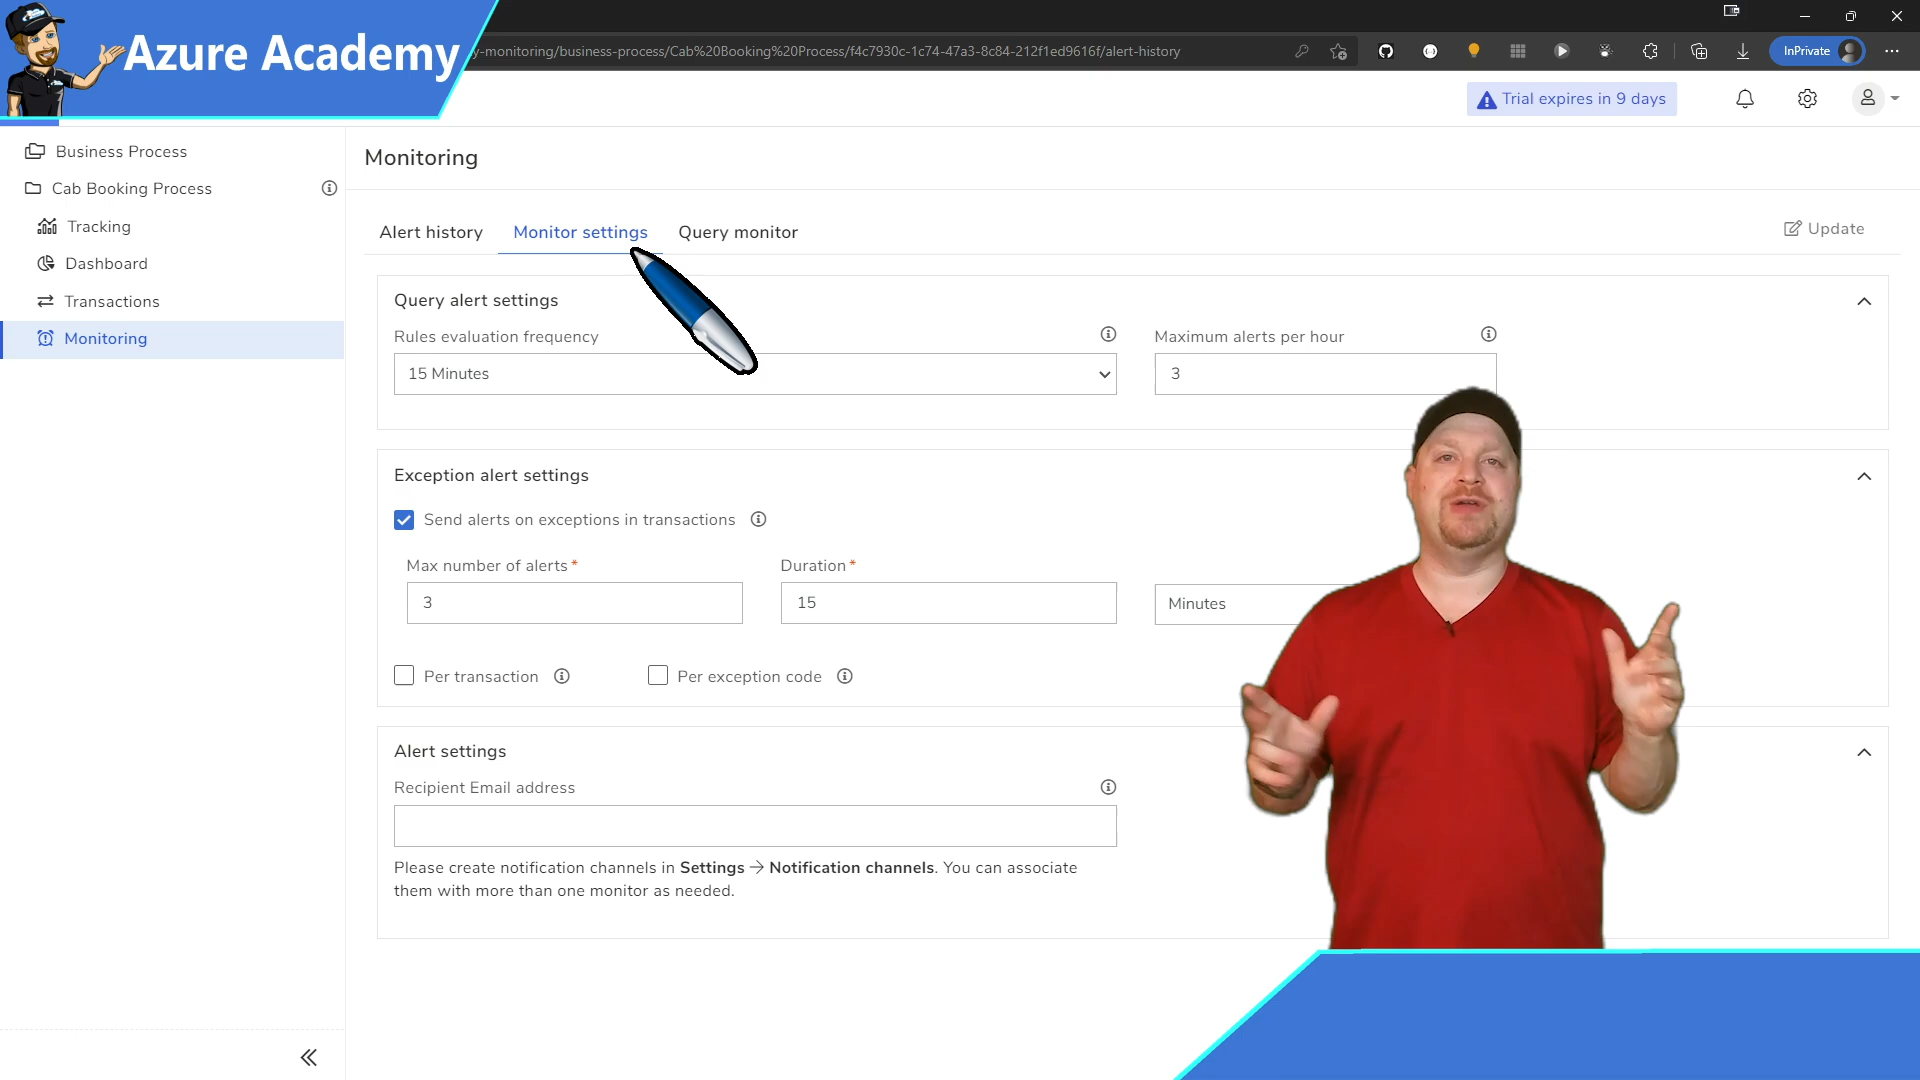 Azure Academy
y-monitoring/business-process/Cab%20Booking%20Process/f4c7930c-1c74-47a3-8c84-212f1ed9616f/alert-history
InPrivate
Trial expires in 9 days
Business Process
Cab Booking Process
Tracking
Dashboard
Transactions
Monitoring
Monitoring
Alert history
Monitor settings
Query monitor
Update
Query alert settings
Rules evaluation frequency
15 Minutes
Maximum alerts per hour
3
Exception alert settings
Send alerts on exceptions in transactions
Max number of alerts*
3
Duration*
15
Minutes
Per transaction
Per exception code
Alert settings
Recipient Email address
Please create notification channels in Settings → Notification channels. You can associate
them with more than one monitor as needed.